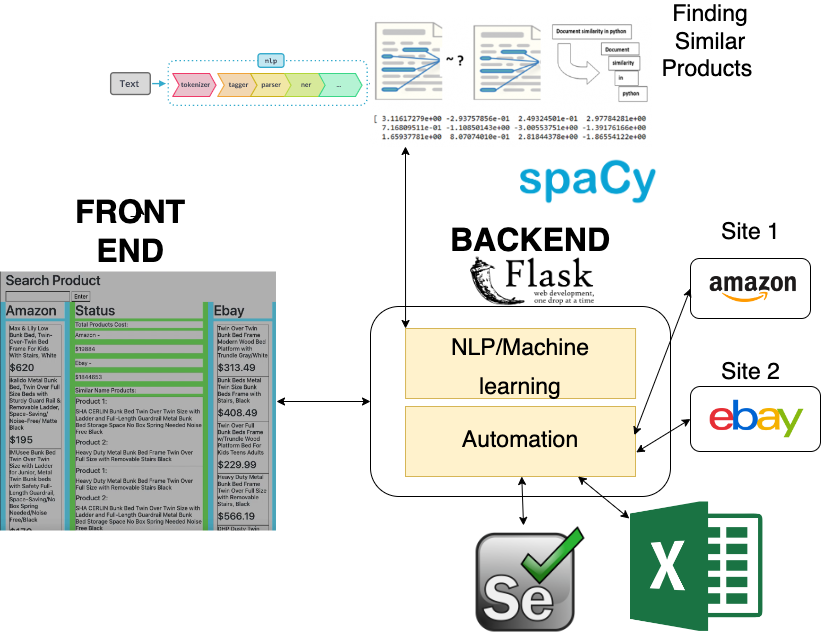 Finding
Similar
Products
Document similarity in python
Document
similarity
in
python
~ ?
nlp
Text
tokenizer
tagger
parser
ner
...
[ 3.11617279e+00 -2.93757856e-01 2.49324501e-01 2.97784281e+00
7.16809511e-01 -1.10850143e+00 -3.00553751e+00 -1.39176166e+00
1.65937781e+00 8.07074010e-01 2.81844378e+00 -1.86554122e+00
spaCy
FRONT
END
BACKEND
Flask
web development,
one drop at a time
Site 1
amazon
Site 2
ebay
NLP/Machine
learning
Automation
Se
X
Search Product
Enter
Amazon
Max & Lily Low
Bunk Bed, Twin-
Over-Twin Bed
Frame For Kids
With Stairs, White
$620
ikalido Metal Bunk
Bed, Twin Over Full
Size Beds with
Sturdy Guard Rail &
Removable Ladder,
Space-Saving/
Noise-Free/ Matte
Black
$195
IMUsee Bunk Bed
Twin Over Twin
Size with Ladder
for Junior, Metal
Twin Bunk beds
with Safety Full-
Length Guardrail,
Space-Saving/No
Box Spring
Needed/Noise
Free/Black
Status
Total Products Cost:
Amazon -
$12884
Ebay -
$1844653
Similar Name Products:
Product 1:
SHA CERLIN Bunk Bed Twin Over Twin Size with
Ladder and Full-Length Guardrail Metal Bunk
Bed Storage Space No Box Spring Needed Noise
Free Black
Product 2:
Heavy Duty Metal Bunk Bed Frame Twin Over
Full Size with Removable Stairs Black
Product 1:
Heavy Duty Metal Bunk Bed Frame Twin Over
Full Size with Removable Stairs Black
Product 2:
SHA CERLIN Bunk Bed Twin Over Twin Size with
Ladder and Full-Length Guardrail Metal Bunk
Bed Storage Space No Box Spring Needed Noise
Free Black
Ebay
Twin Over Twin
Bunk Bed Frame
Modern Wood Bed
Platform with
Trundle Gray/White
$313.49
Bunk Beds Metal
Twin Size Bunk
Beds Frame with
Stairs, Black
$408.49
Twin Over Full
Bunk Beds Frame
w/Trundle Wood
Platform Bed For
Kids Teens Adults
$229.99
Heavy Duty Metal
Bunk Bed Frame
Twin Over Full Size
with Removable
Stairs, Black
$566.19